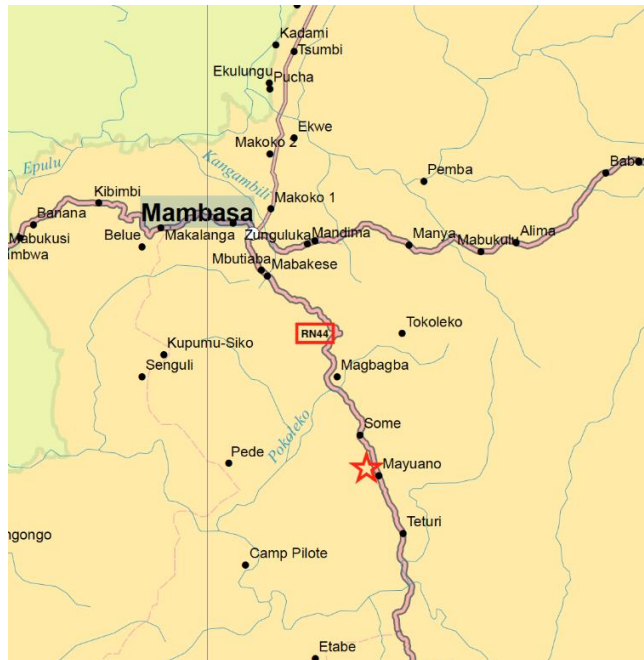 Kadami
Tsumbi
Ekulungu
Pucha
Ekwe
Makoko 2
Epulu
Kangambili
Pemba
Kibimbi
Makoko 1
Banana
Mambasa
Mabukusi
Belue
Makalanga
Zunguluka
Mandima
Manya
Mabukulu
Alima
Mbutiaba
Mabakese
RN44
Tokoleko
Kupumu-Siko
Senguli
Magbagba
Pokoleko
Some
Pede
Mayuano
Teturi
Camp Pilote
Etabe